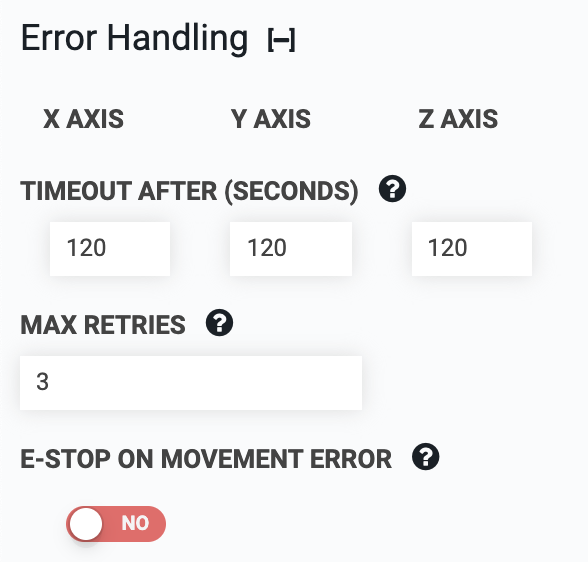 Error Handling [–]
X AXIS Y AXIS Z AXIS
TIMEOUT AFTER (SECONDS) ?
120 120 120
MAX RETRIES ?
3
E-STOP ON MOVEMENT ERROR ?
NO